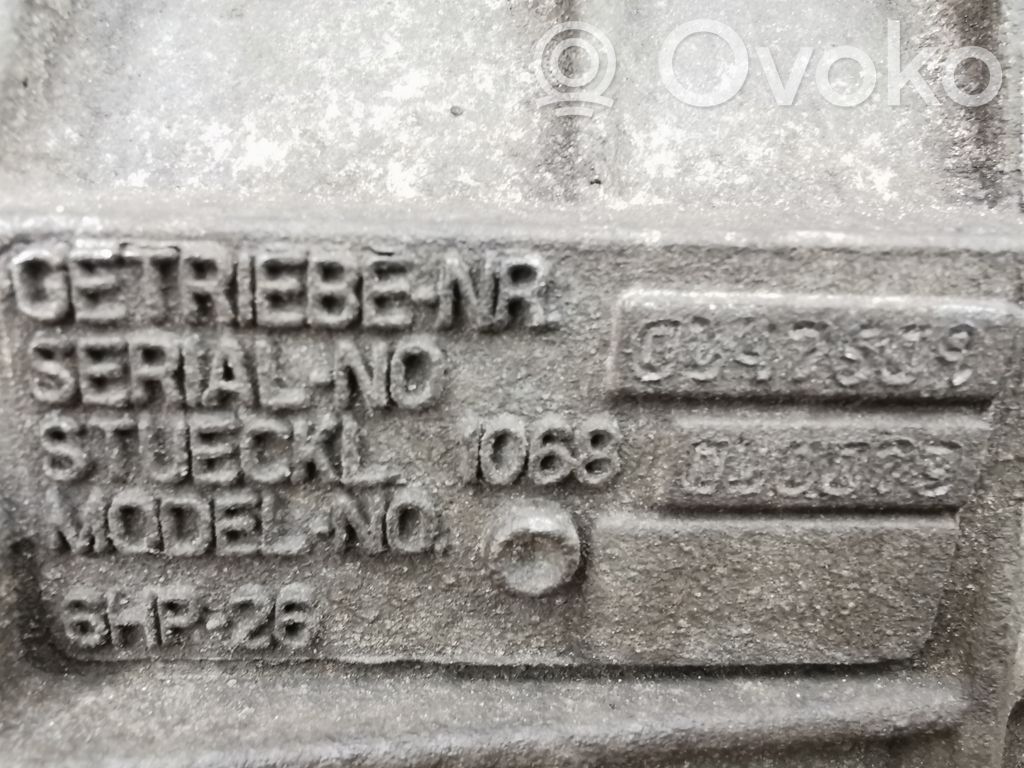 Ovoko
GETRIEBE-NR.
SERIAL-NO
STUECKL. 1068
MODEL-NO.
6HP-26